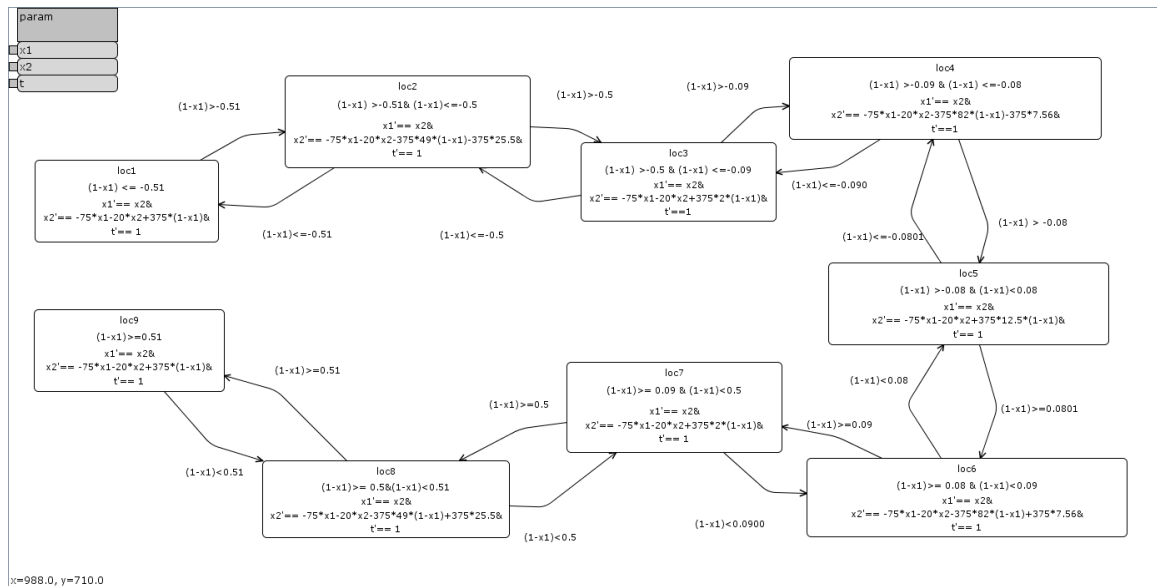 param
x1
x2
t
loc1
(1-x1) <= -0.51
x1'== x2&
x2'== -75*x1-20*x2+375*(1-x1)&
t'== 1
(1-x1)>-0.51
(1-x1)<=-0.51
loc2
(1-x1) >-0.51& (1-x1)<=-0.5
x1'== x2&
x2'== -75*x1-20*x2-375*49*(1-x1)-375*25.5&
t'== 1
(1-x1)>-0.5
(1-x1)<=-0.5
loc3
(1-x1) >-0.5 & (1-x1) <=-0.09
x1'== x2&
x2'== -75*x1-20*x2+375*2*(1-x1)&
t'==1
(1-x1)>-0.09
(1-x1)<=-0.090
loc4
(1-x1) >-0.09 & (1-x1) <=-0.08
x1'== x2&
x2'== -75*x1-20*x2-375*82*(1-x1)-375*7.56&
t'==1
(1-x1)<=-0.0801
(1-x1) > -0.08
loc5
(1-x1) >-0.08 & (1-x1)<0.08
x1'== x2&
x2'== -75*x1-20*x2+375*12.5*(1-x1)&
t'== 1
(1-x1)<0.08
(1-x1)>=0.0801
loc6
(1-x1)>= 0.08 & (1-x1)<0.09
x1'== x2&
x2'== -75*x1-20*x2-375*82*(1-x1)+375*7.56&
t'== 1
(1-x1)>=0.09
(1-x1)<0.0900
loc7
(1-x1)>= 0.09 & (1-x1)<0.5
x1'== x2&
x2'== -75*x1-20*x2+375*2*(1-x1)&
t'== 1
(1-x1)>=0.5
(1-x1)<0.5
loc8
(1-x1)>= 0.5&(1-x1)<0.51
x1'== x2&
x2'== -75*x1-20*x2-375*49*(1-x1)+375*25.5&
t'== 1
(1-x1)>=0.51
(1-x1)<0.51
loc9
(1-x1)>=0.51
x1'== x2&
x2'== -75*x1-20*x2+375*(1-x1)&
t'== 1
x=988.0, y=710.0